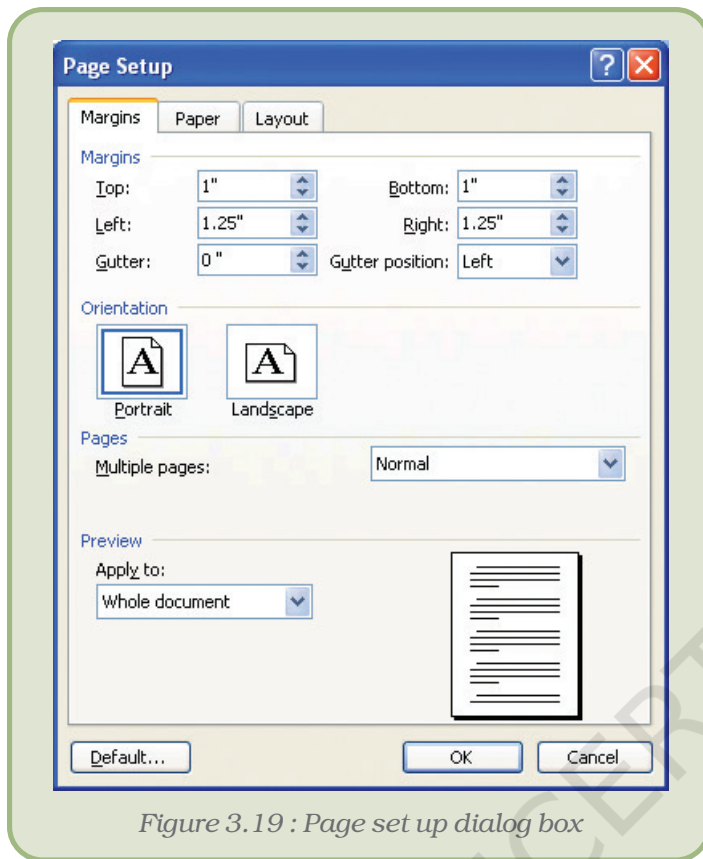 Page Setup
Margins Paper Layout
Margins
Top: 1" Bottom: 1"
Left: 1.25" Right: 1.25"
Gutter: 0 " Gutter position: Left
Orientation
A A
Portrait Landscape
Pages
Multiple pages: Normal
Preview
Apply to:
Whole document
Default... OK Cancel
Figure 3.19 : Page set up dialog box